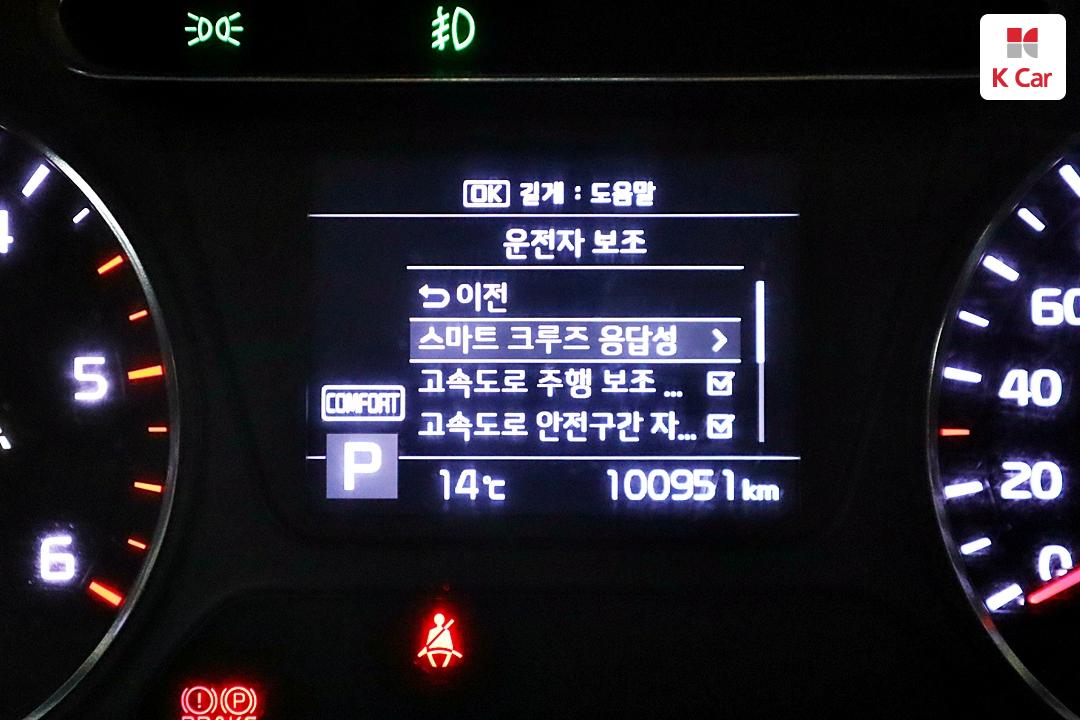 K Car
OK 길게 : 도움말
운전자 보조
이전
스마트 크루즈 응답성
고속도로 주행 보조 ...
고속도로 안전구간 자...
COMFORT
P
14℃ 100951km
5
6
60
40
20
0
BRAKE